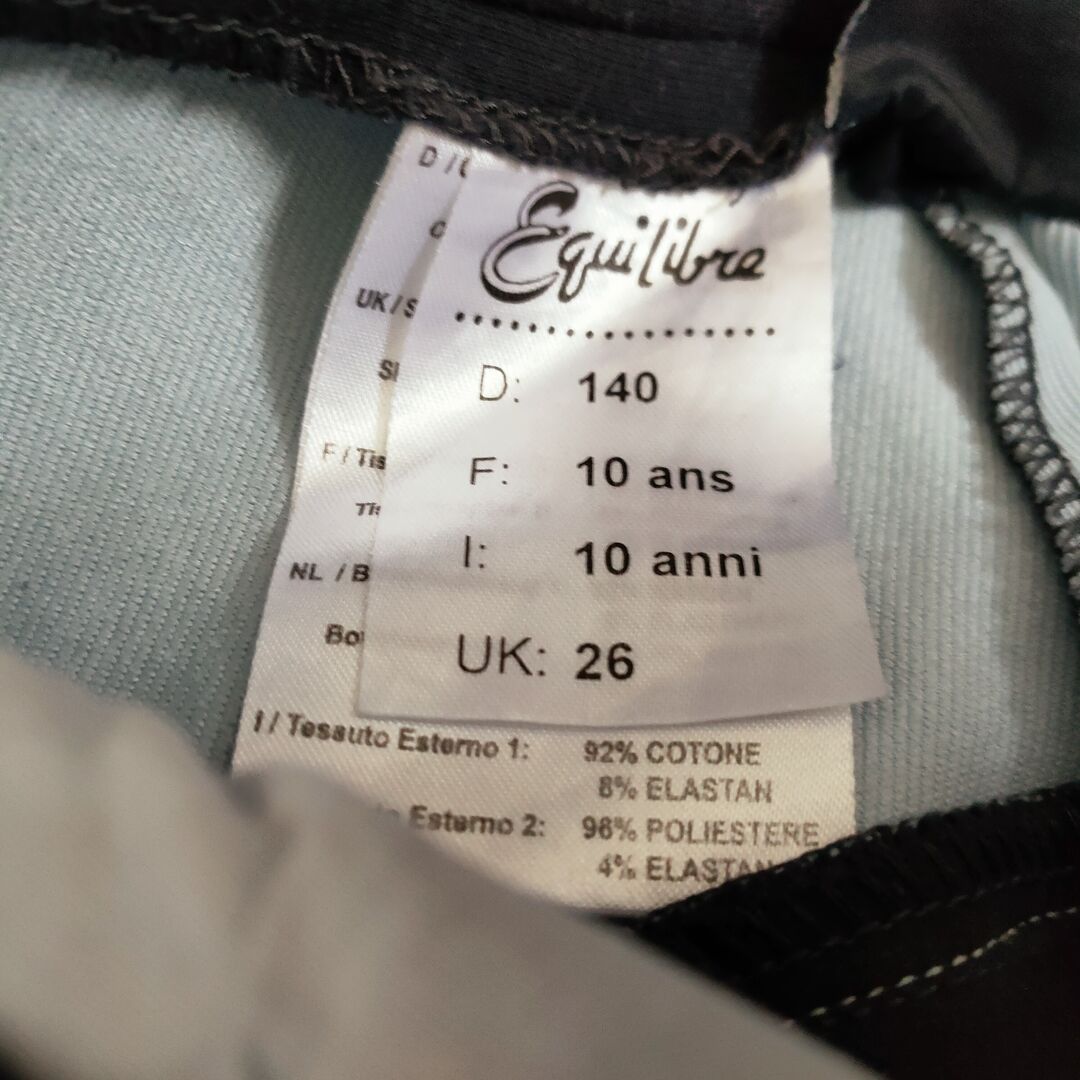 Equilibre
D: 140
F: 10 ans
I: 10 anni
UK: 26
D /
UK/S
F / Tis
NL / B
I / Tessuto Esterno 1: 92% COTONE
8% ELASTAN
Esterno 2: 96% POLIESTERE
4% ELASTAN